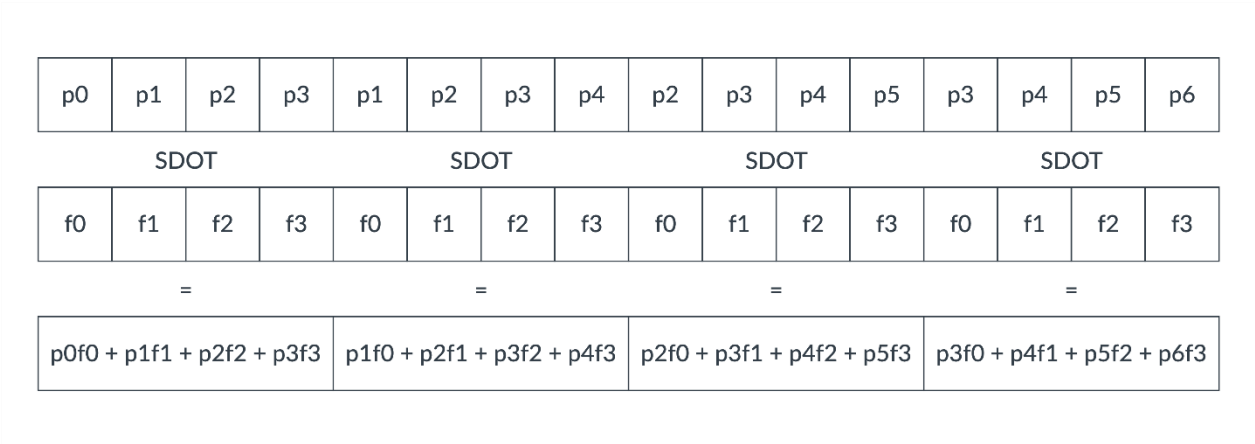 p0 p1 p2 p3 p1 p2 p3 p4 p2 p3 p4 p5 p3 p4 p5 p6
SDOT SDOT SDOT SDOT
f0 f1 f2 f3 f0 f1 f2 f3 f0 f1 f2 f3 f0 f1 f2 f3
= = = =
p0f0 + p1f1 + p2f2 + p3f3 p1f0 + p2f1 + p3f2 + p4f3 p2f0 + p3f1 + p4f2 + p5f3 p3f0 + p4f1 + p5f2 + p6f3